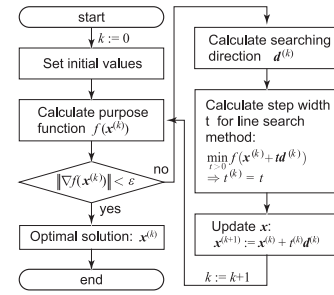 start
k := 0
Set initial values
Calculate purpose
function f(x^(k))
‖∇f(x^(k))‖ < ε
no
yes
Optimal solution: x^(k)
end
Calculate searching
direction d^(k)
Calculate step width
t for line search
method:
min f(x^(k) + td^(k))
t>0
⇒ t^(k) = t
Update x:
x^(k+1) := x^(k) + t^(k)d^(k)
k := k+1